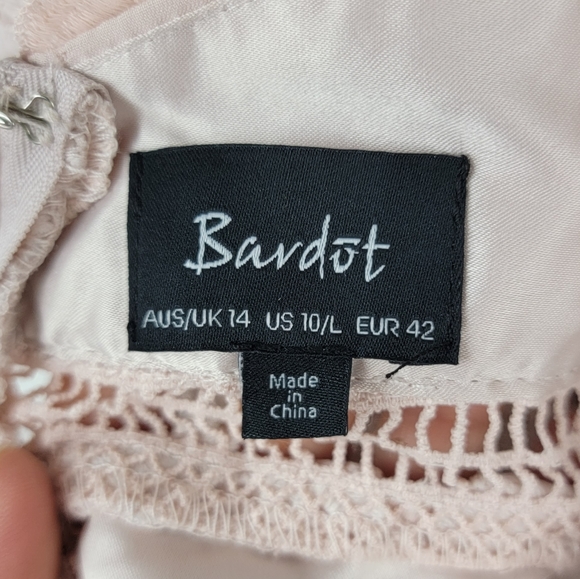 Bardōt
AUS/UK 14 US 10/L EUR 42
Made
in
China